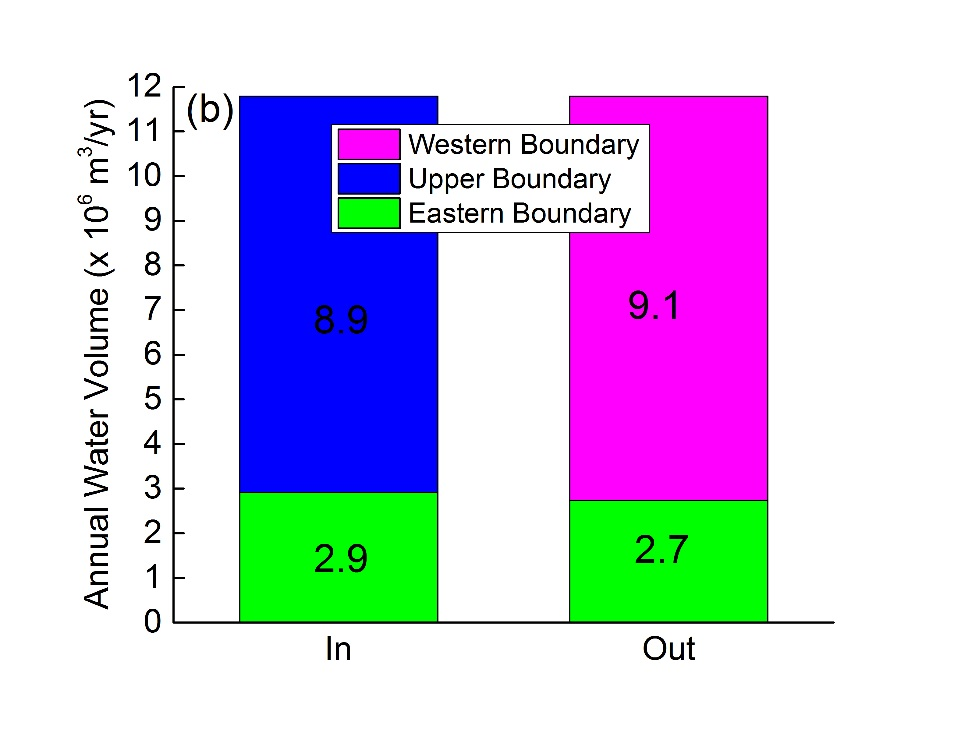 (b)
Western Boundary
Upper Boundary
Eastern Boundary
Annual Water Volume (x 10⁶ m³/yr)
12
11
10
9
8
7
6
5
4
3
2
1
0
8.9
9.1
2.9
2.7
In
Out